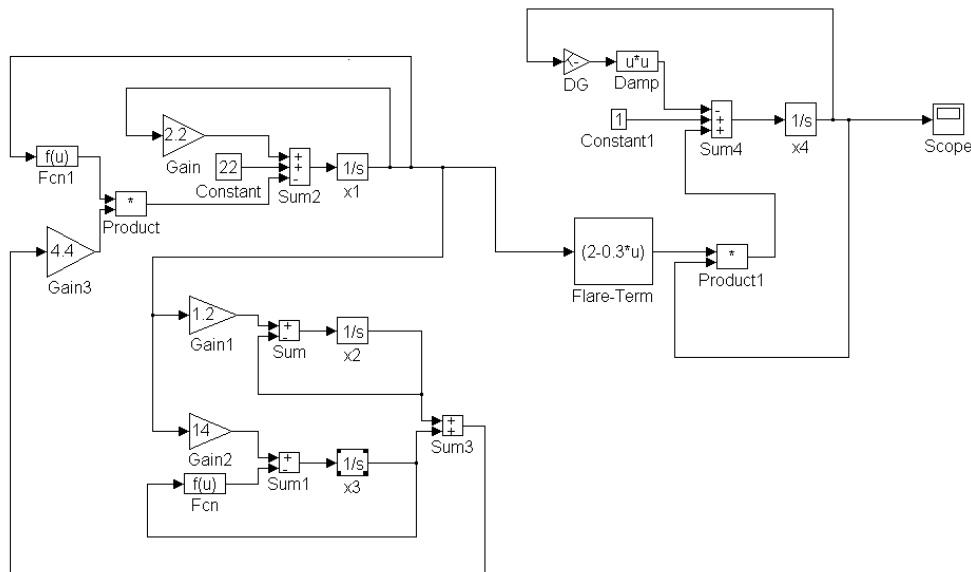 u*u
DG
Damp
-
+
+
1
Constant1
Sum4
1/s
x4
Scope
2.2
Gain
f(u)
Fcn1
22
Constant
+
+
-
Sum2
1/s
x1
*
Product
4.4
Gain3
(2-0.3*u)
Flare-Term
*
Product1
1.2
Gain1
+
-
Sum
1/s
x2
14
Gain2
+
-
Sum1
1/s
x3
f(u)
Fcn
+
+
Sum3